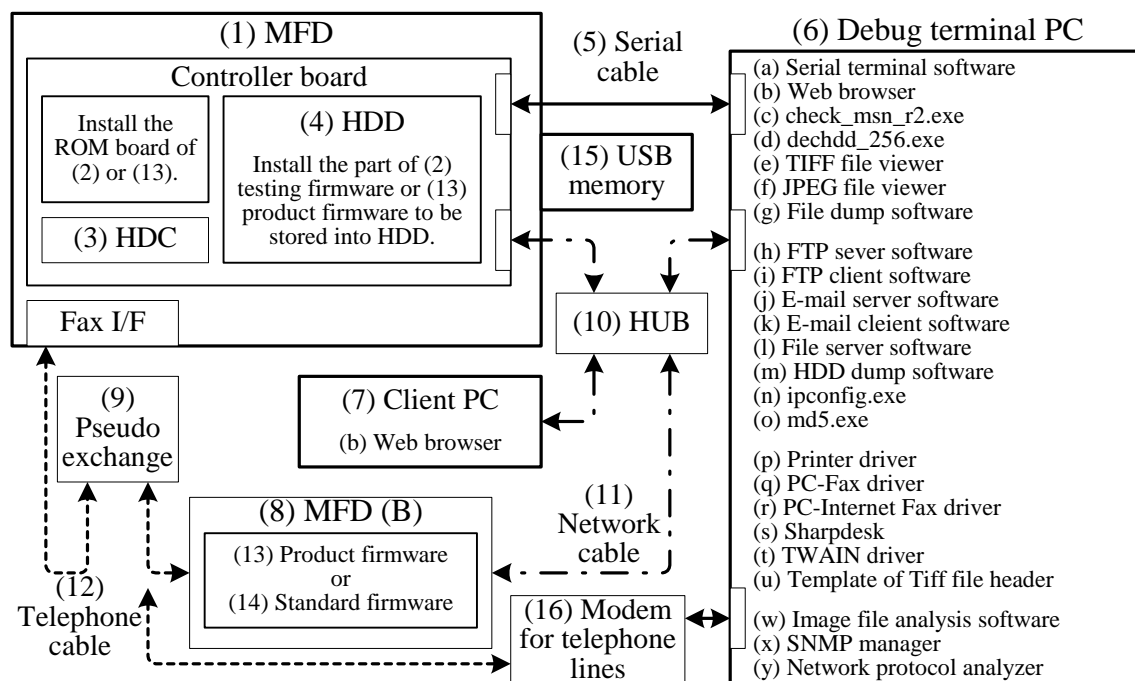 (1) MFD
Controller board
Install the
ROM board of
(2) or (13).
(3) HDC
(4) HDD
Install the part of (2)
testing firmware or (13)
product firmware to be
stored into HDD.
Fax I/F
(5) Serial
cable
(15) USB
memory
(10) HUB
(7) Client PC
(b) Web browser
(9)
Pseudo
exchange
(8) MFD (B)
(13) Product firmware
or
(14) Standard firmware
(11)
Network
cable
(12)
Telephone
cable
(16) Modem
for telephone
lines
(6) Debug terminal PC
(a) Serial terminal software
(b) Web browser
(c) check_msn_r2.exe
(d) dechdd_256.exe
(e) TIFF file viewer
(f) JPEG file viewer
(g) File dump software
(h) FTP sever software
(i) FTP client software
(j) E-mail server software
(k) E-mail cleient software
(l) File server software
(m) HDD dump software
(n) ipconfig.exe
(o) md5.exe
(p) Printer driver
(q) PC-Fax driver
(r) PC-Internet Fax driver
(s) Sharpdesk
(t) TWAIN driver
(u) Template of Tiff file header
(w) Image file analysis software
(x) SNMP manager
(y) Network protocol analyzer